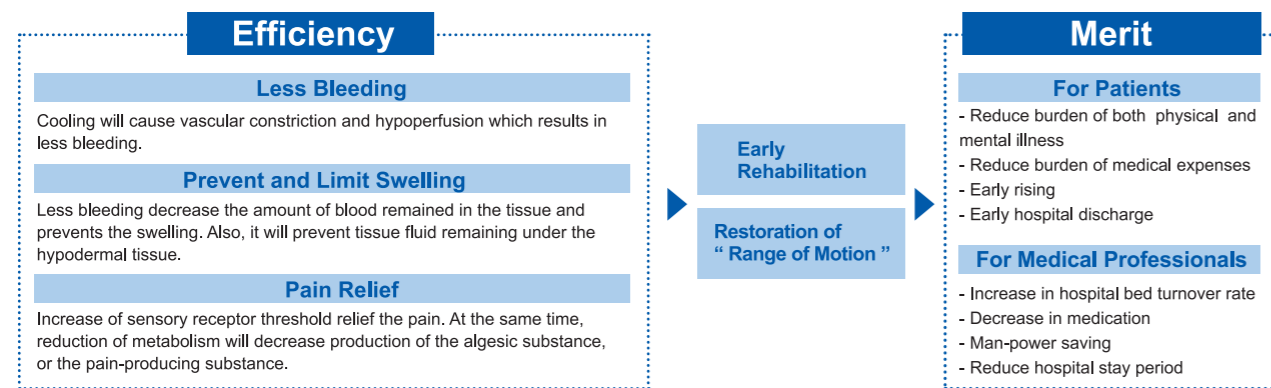 Efficiency
Less Bleeding
Cooling will cause vascular constriction and hypoperfusion which results in
less bleeding.
Prevent and Limit Swelling
Less bleeding decrease the amount of blood remained in the tissue and
prevents the swelling. Also, it will prevent tissue fluid remaining under the
hypodermal tissue.
Pain Relief
Increase of sensory receptor threshold relief the pain. At the same time,
reduction of metabolism will decrease production of the algesic substance,
or the pain-producing substance.
Early
Rehabilitation
Restoration of
“ Range of Motion ”
Merit
For Patients
- Reduce burden of both physical and
mental illness
- Reduce burden of medical expenses
- Early rising
- Early hospital discharge
For Medical Professionals
- Increase in hospital bed turnover rate
- Decrease in medication
- Man-power saving
- Reduce hospital stay period